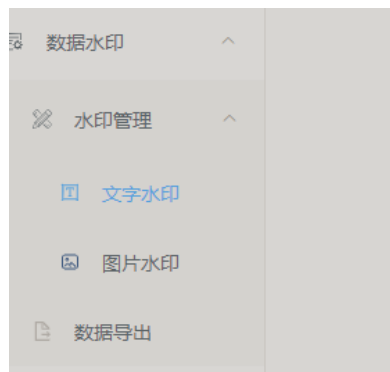 数据水印
水印管理
文字水印
图片水印
数据导出